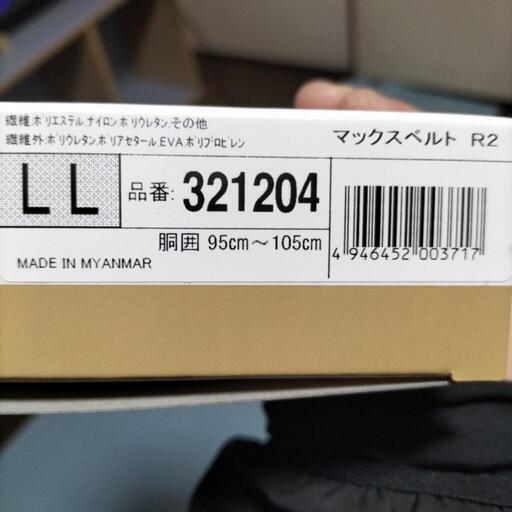 繊維:ポリエステル,ナイロン,ポリウレタン,その他
繊維外:ポリウレタン,ポリアセタール,EVA,ポリプロピレン
マックスベルト R2
LL
品番: 321204
胴囲 95cm～105cm
MADE IN MYANMAR
4 946452 003717